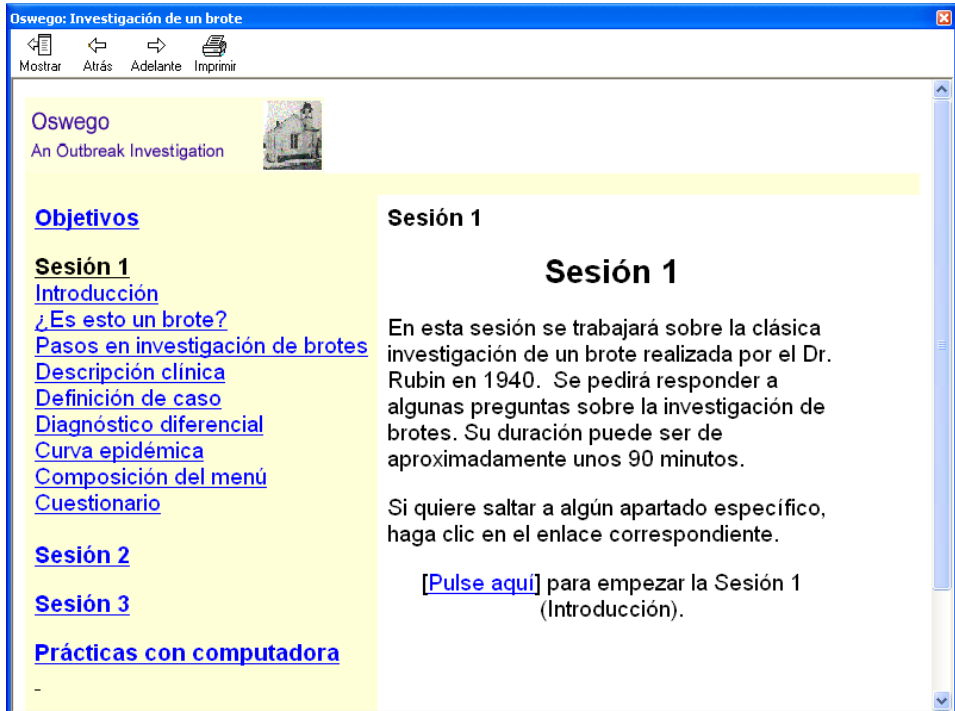 Oswego: Investigación de un brote
Mostrar Atrás Adelante Imprimir
Oswego
An Outbreak Investigation
Objetivos
Sesión 1
Introducción
¿Es esto un brote?
Pasos en investigación de brotes
Descripción clínica
Definición de caso
Diagnóstico diferencial
Curva epidémica
Composición del menú
Cuestionario
Sesión 2
Sesión 3
Prácticas con computadora
Sesión 1
Sesión 1
En esta sesión se trabajará sobre la clásica
investigación de un brote realizada por el Dr.
Rubin en 1940. Se pedirá responder a
algunas preguntas sobre la investigación de
brotes. Su duración puede ser de
aproximadamente unos 90 minutos.
Si quiere saltar a algún apartado específico,
haga clic en el enlace correspondiente.
[Pulse aquí] para empezar la Sesión 1
(Introducción).